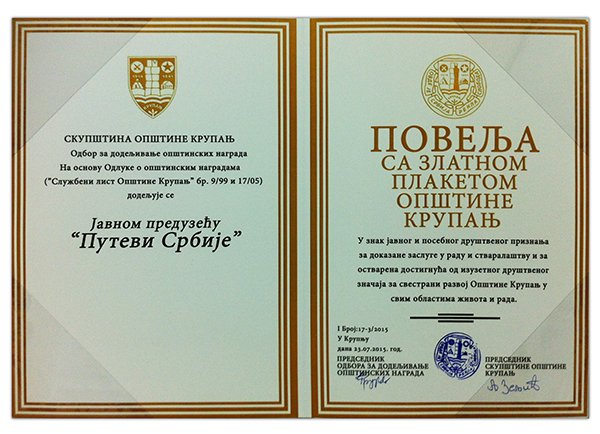 КРУПАЊ
СКУПШТИНА ОПШТИНЕ КРУПАЊ
Одбор за додељивање општинских награда
На основу Одлуке о општинским наградама
("Службени лист Општине Крупањ" бр. 9/99 и 17/05)
додељује се
Јавном предузећу
“Путеви Србије”
ПОВЕЉА
СА ЗЛАТНОМ
ПЛАКЕТОМ
ОПШТИНЕ
КРУПАЊ
У знак јавног и посебног друштвеног признања
за доказане заслуге у раду и стваралаштву и за
остварена достигнућа од изузетног друштвеног
значаја за свестрани развој Општине Крупањ у
свим областима живота и рада.
I Број:17-3/2015
У Крупњу
дана 23.07.2015. год.
ПРЕДСЕДНИК
ОДБОРА ЗА ДОДЕЉИВАЊЕ
ОПШТИНСКИХ НАГРАДА
ПРЕДСЕДНИК
СКУПШТИНЕ ОПШТИНЕ
КРУПАЊ